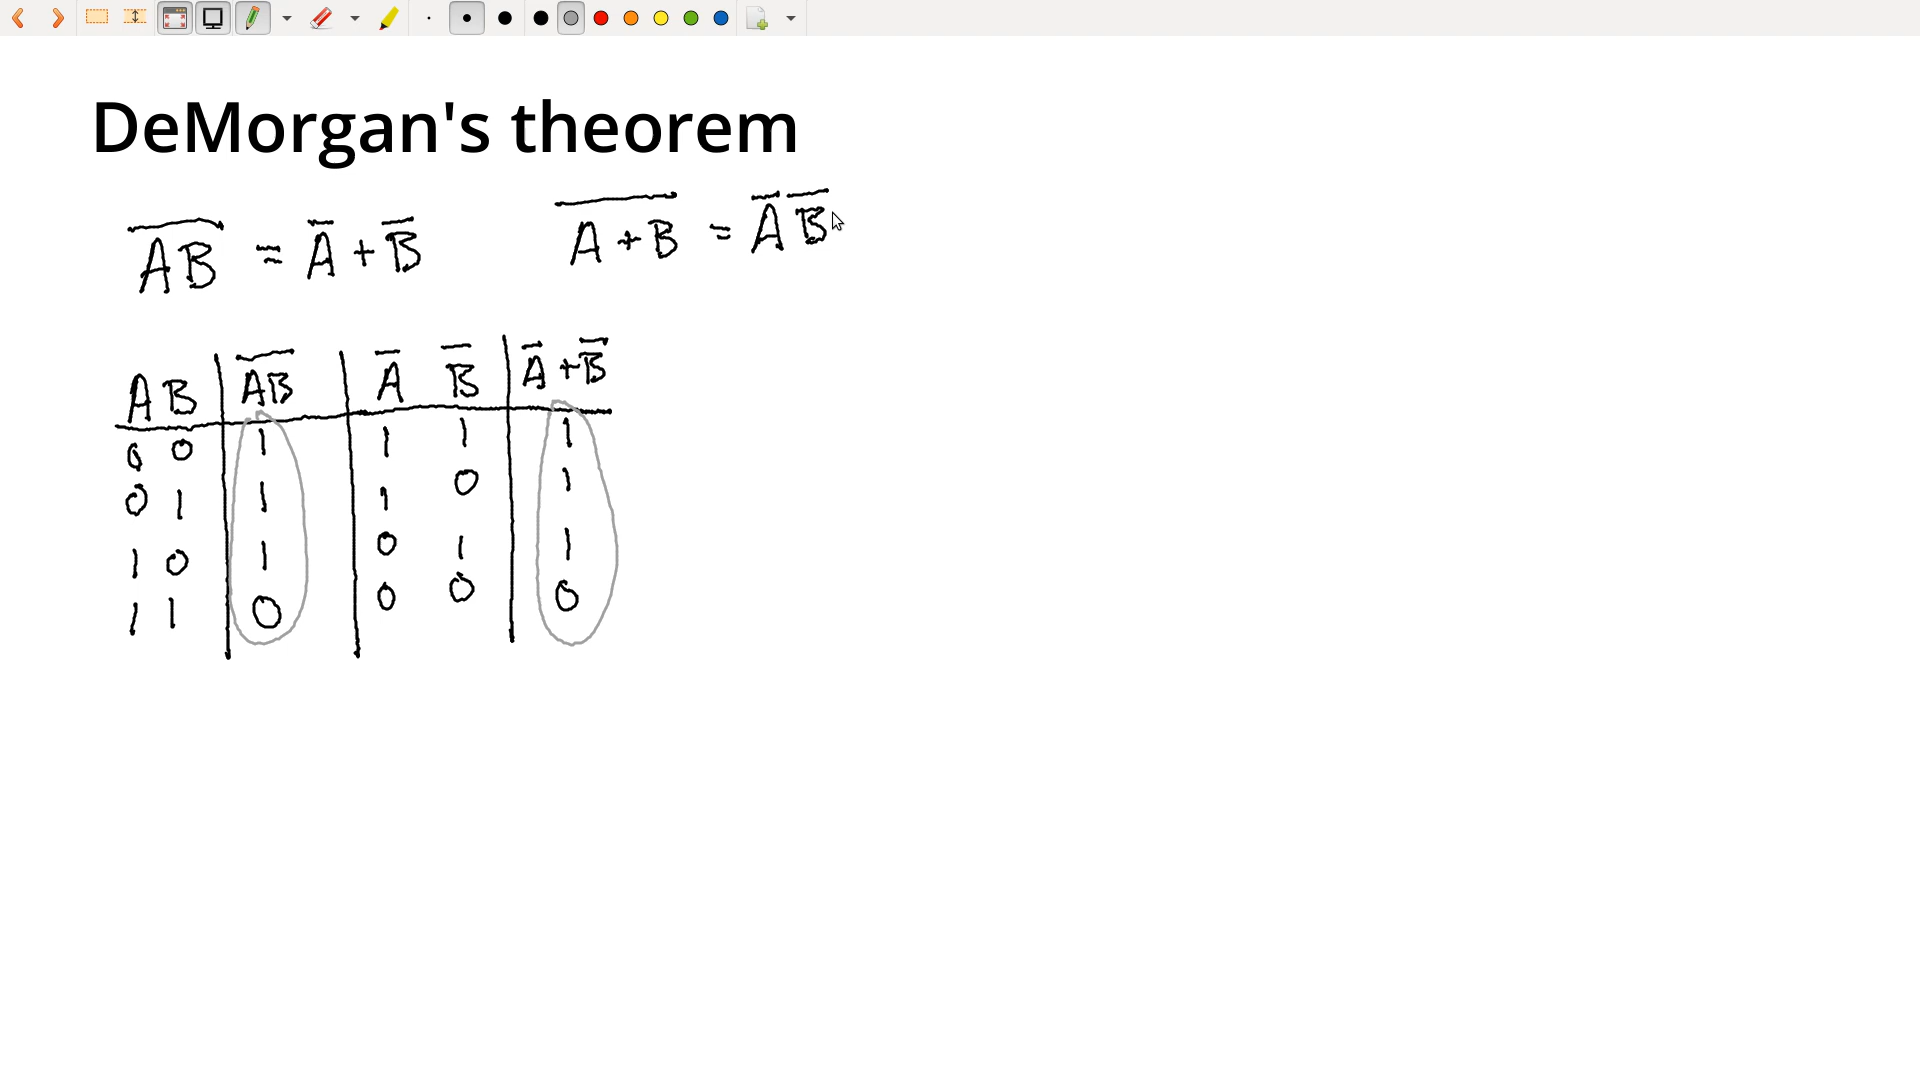 DeMorgan's theorem
A̅B̅ = A̅ + B̅    A̅ ̅+̅ ̅B̅ = A̅ B̅
A B | A̅B̅ | A̅ B̅ | A̅ + B̅
0 0 | 1 | 1 1 | 1
0 1 | 1 | 1 0 | 1
1 0 | 1 | 0 1 | 1
1 1 | 0 | 0 0 | 0